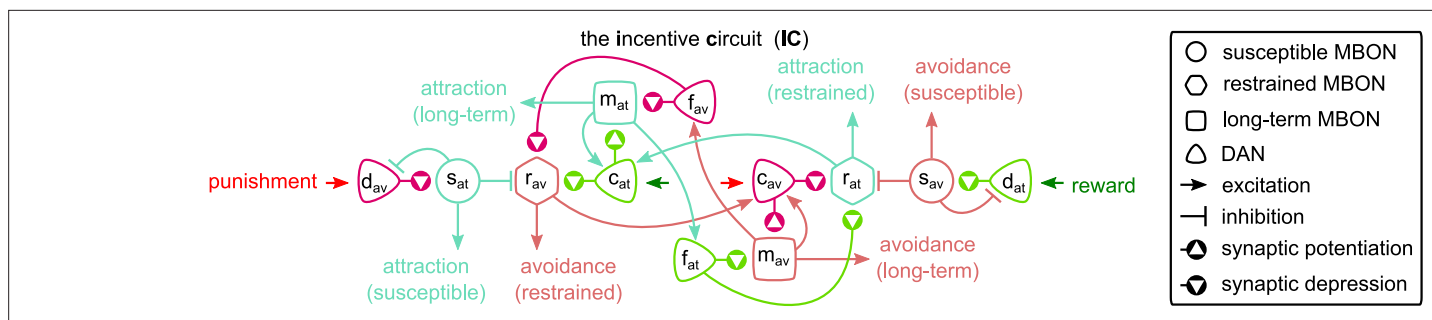 the incentive circuit (IC)
attraction
(long-term)
m_at
f_av
attraction
(restrained)
avoidance
(susceptible)
punishment
d_av
s_at
r_av
c_at
c_av
r_at
s_av
d_at
reward
attraction
(susceptible)
avoidance
(restrained)
f_at
m_av
avoidance
(long-term)
susceptible MBON
restrained MBON
long-term MBON
DAN
excitation
inhibition
synaptic potentiation
synaptic depression